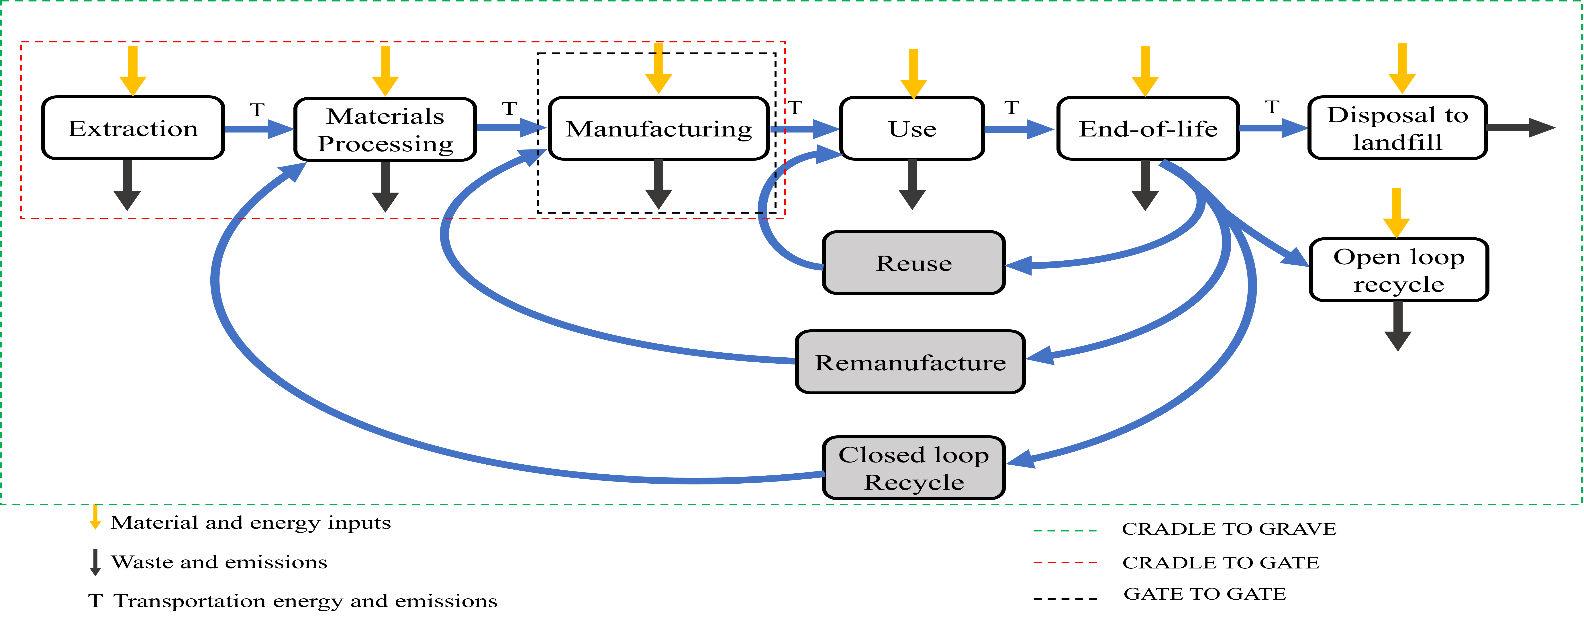 T
T
T
T
T
Extraction
Materials
Processing
Manufacturing
Use
End-of-life
Disposal to
landfill
Reuse
Open loop
recycle
Remanufacture
Closed loop
Recycle
Material and energy inputs
Waste and emissions
T Transportation energy and emissions
CRADLE TO GRAVE
CRADLE TO GATE
GATE TO GATE